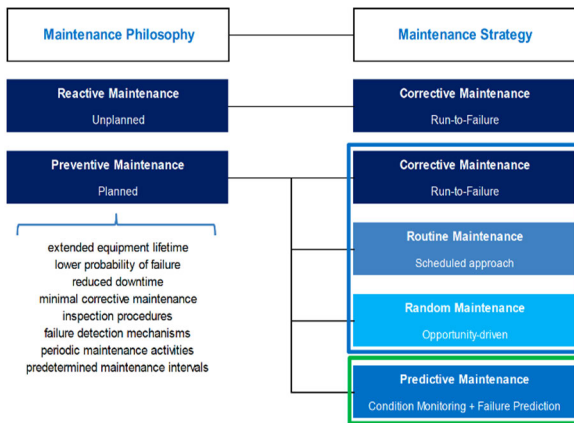 Maintenance Philosophy
Maintenance Strategy
Reactive Maintenance
Unplanned
Corrective Maintenance
Run-to-Failure
Preventive Maintenance
Planned
Corrective Maintenance
Run-to-Failure
extended equipment lifetime
lower probability of failure
reduced downtime
minimal corrective maintenance
inspection procedures
failure detection mechanisms
periodic maintenance activities
predetermined maintenance intervals
Routine Maintenance
Scheduled approach
Random Maintenance
Opportunity-driven
Predictive Maintenance
Condition Monitoring + Failure Prediction